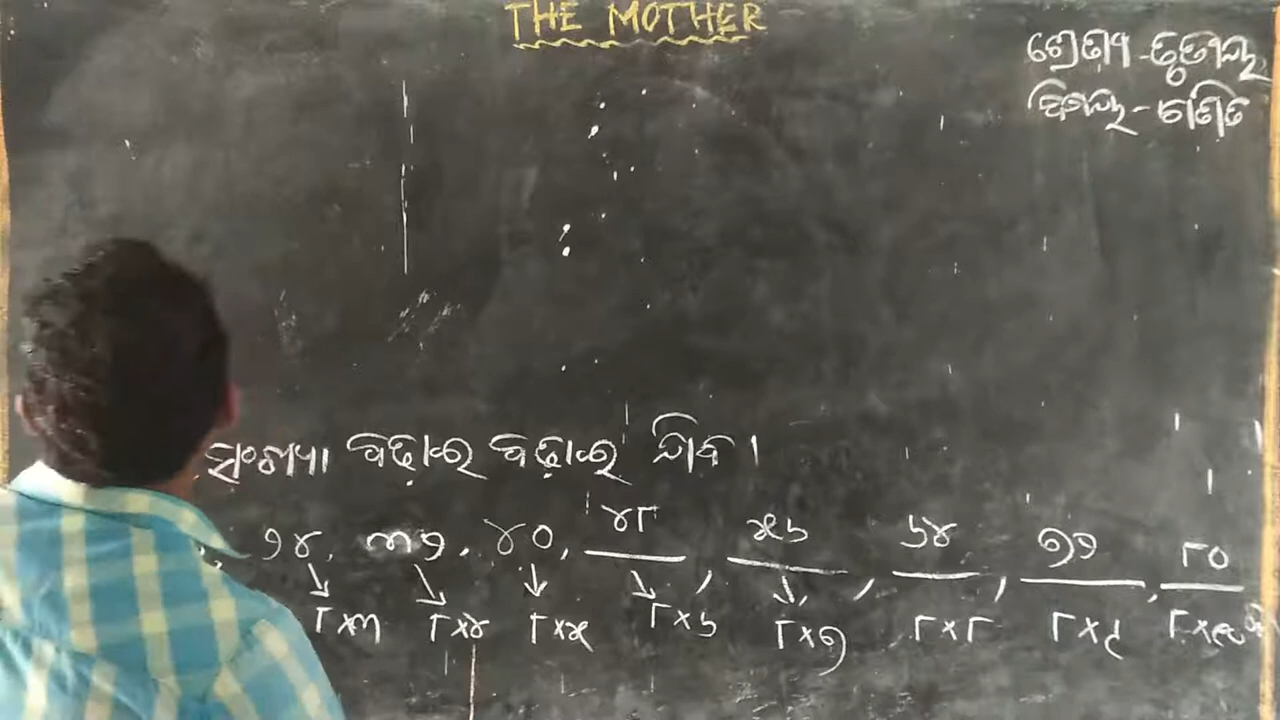 THE MOTHER
ଶ୍ରେଣୀ - ତୃତୀୟ
ବିଷୟ - ଗଣିତ
ସଂଖ୍ୟା ବଢ଼ାଇ ବଢ଼ାଇ ଯିବ ।
୨୪, ୩୨, ୪୦, ୪୮, ୫୬, ୬୪, ୭୨, ୮୦
୮×୩ ୮×୪ ୮×୫ ୮×୬ ୮×୭ ୮×୮ ୮×୯ ୮×୧୦